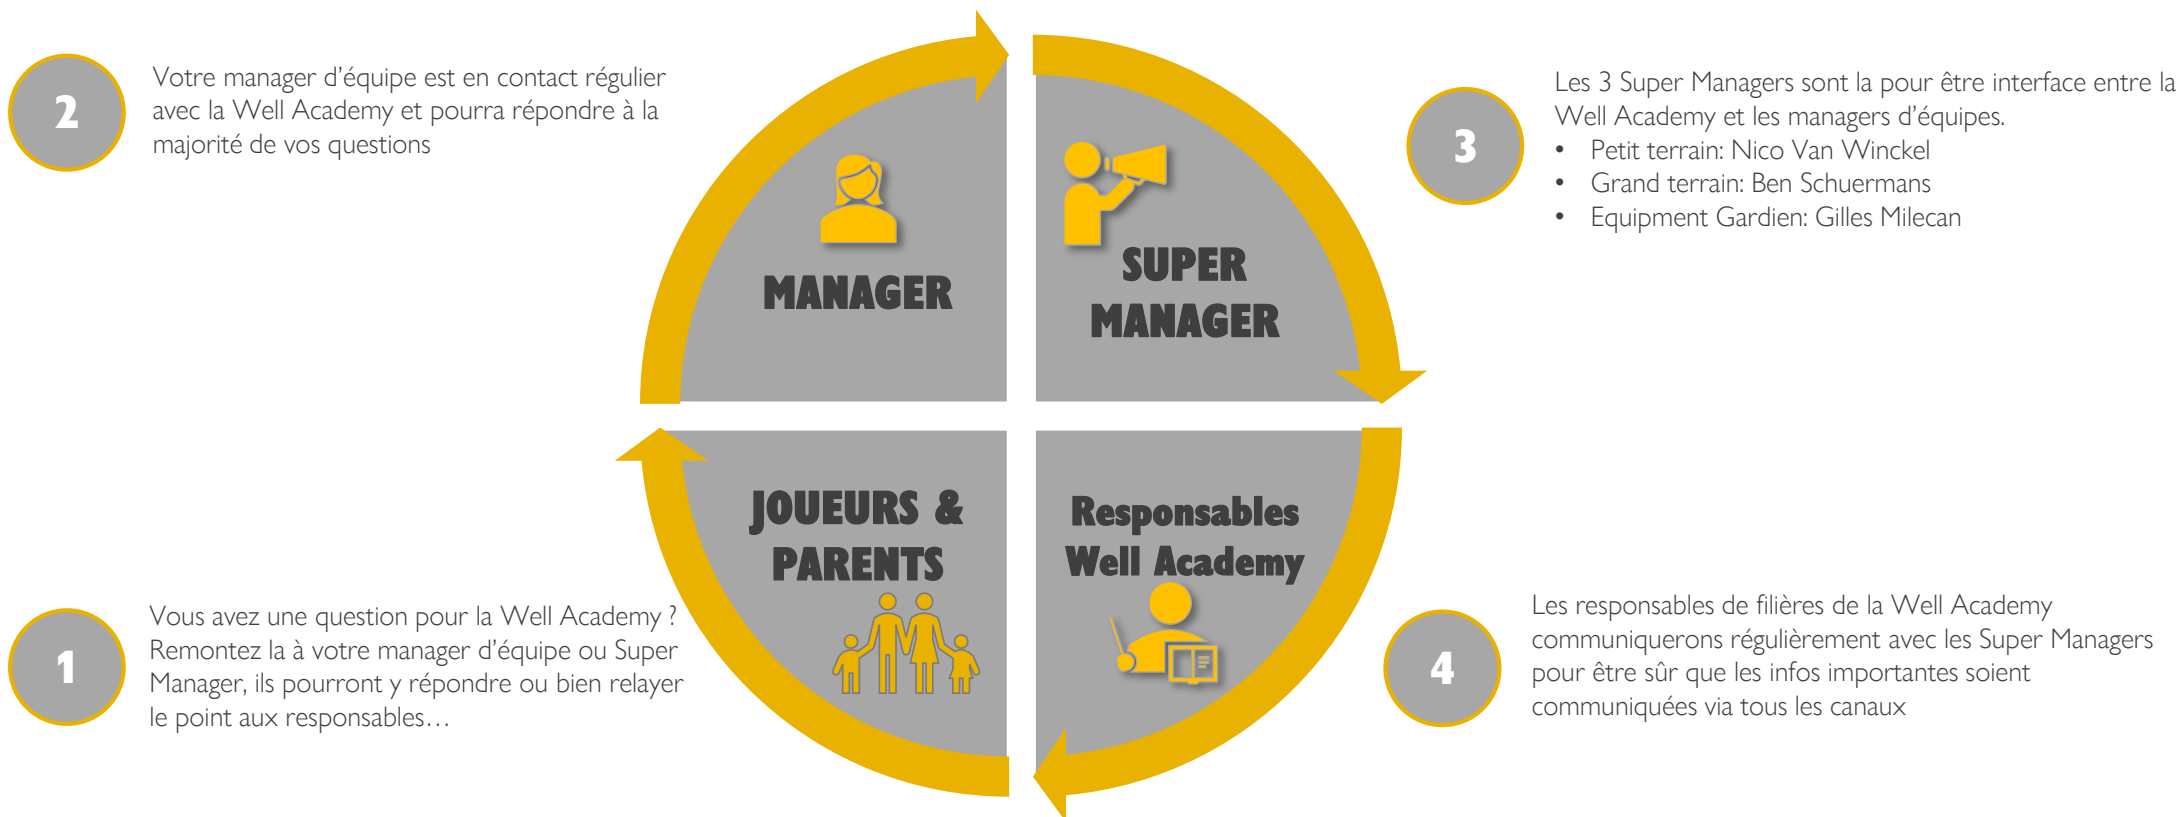 2
Votre manager d’équipe est en contact régulier
avec la Well Academy et pourra répondre à la
majorité de vos questions
MANAGER
SUPER
MANAGER
3
Les 3 Super Managers sont la pour être interface entre la
Well Academy et les managers d’équipes.
• Petit terrain: Nico Van Winckel
• Grand terrain: Ben Schuermans
• Equipment Gardien: Gilles Milecan
1
Vous avez une question pour la Well Academy ?
Remontez la à votre manager d’équipe ou Super
Manager, ils pourront y répondre ou bien relayer
le point aux responsables…
JOUEURS &
PARENTS
Responsables
Well Academy
4
Les responsables de filières de la Well Academy
communiquerons régulièrement avec les Super Managers
pour être sûr que les infos importantes soient
communiquées via tous les canaux